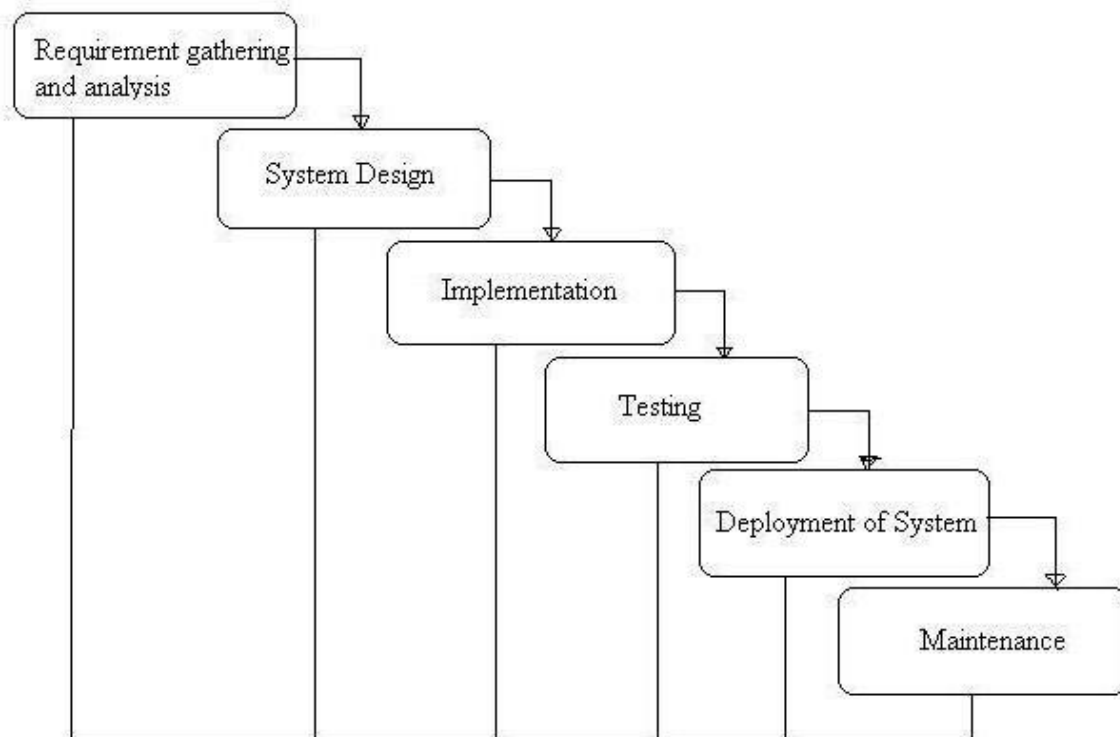 Requirement gathering
and analysis
System Design
Implementation
Testing
Deployment of System
Maintenance